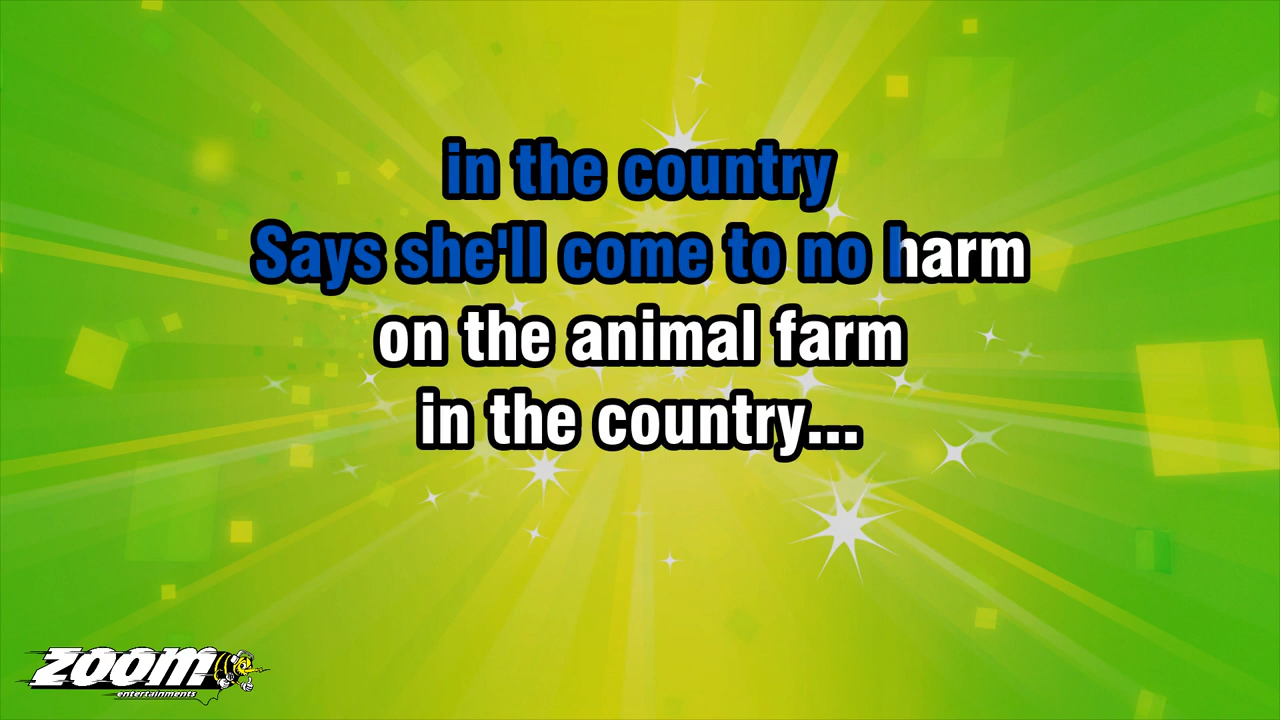 in the country
Says she'll come to no harm
on the animal farm
in the country...
ZOOM
entertainments